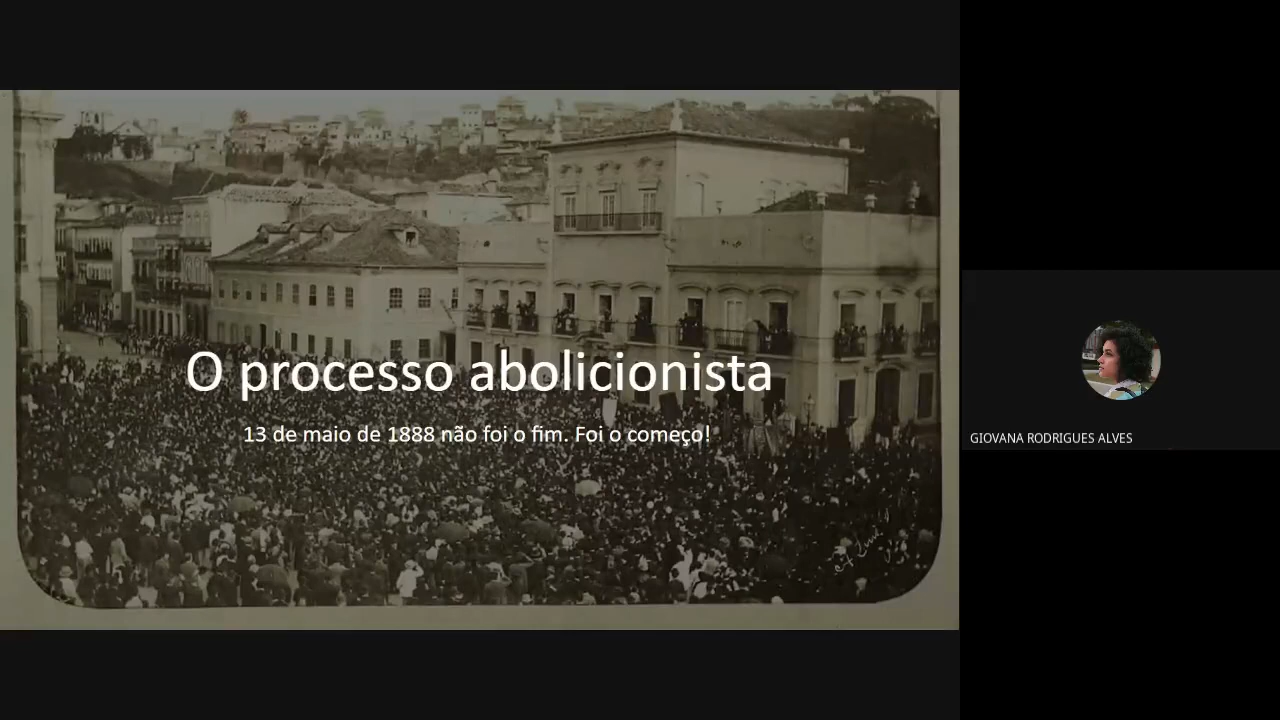 O processo abolicionista
13 de maio de 1888 não foi o fim. Foi o começo!
GIOVANA RODRIGUES ALVES